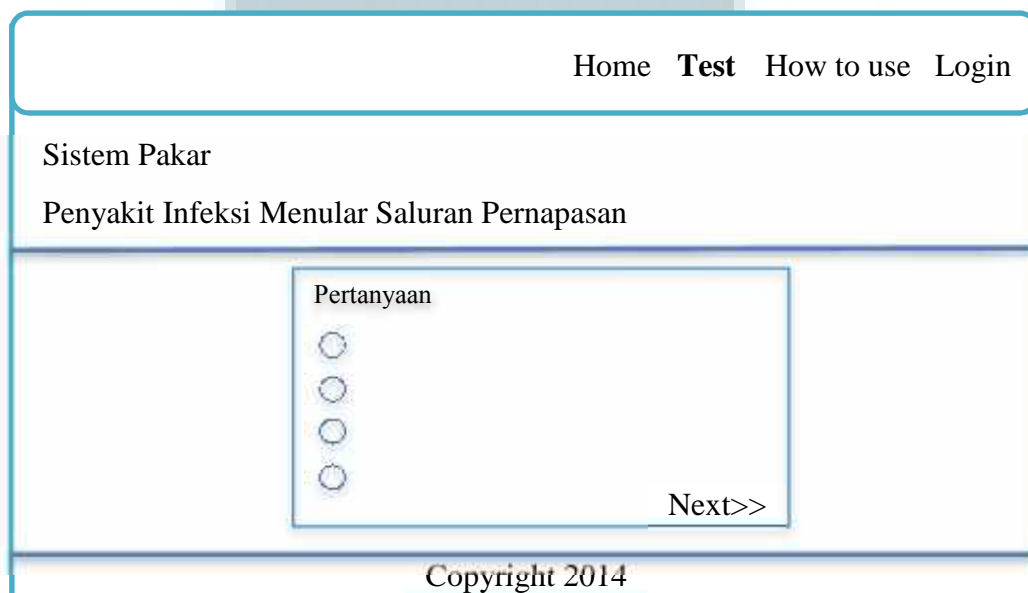 Home Test How to use Login
Sistem Pakar
Penyakit Infeksi Menular Saluran Pernapasan
Pertanyaan
Next>>
Copyright 2014